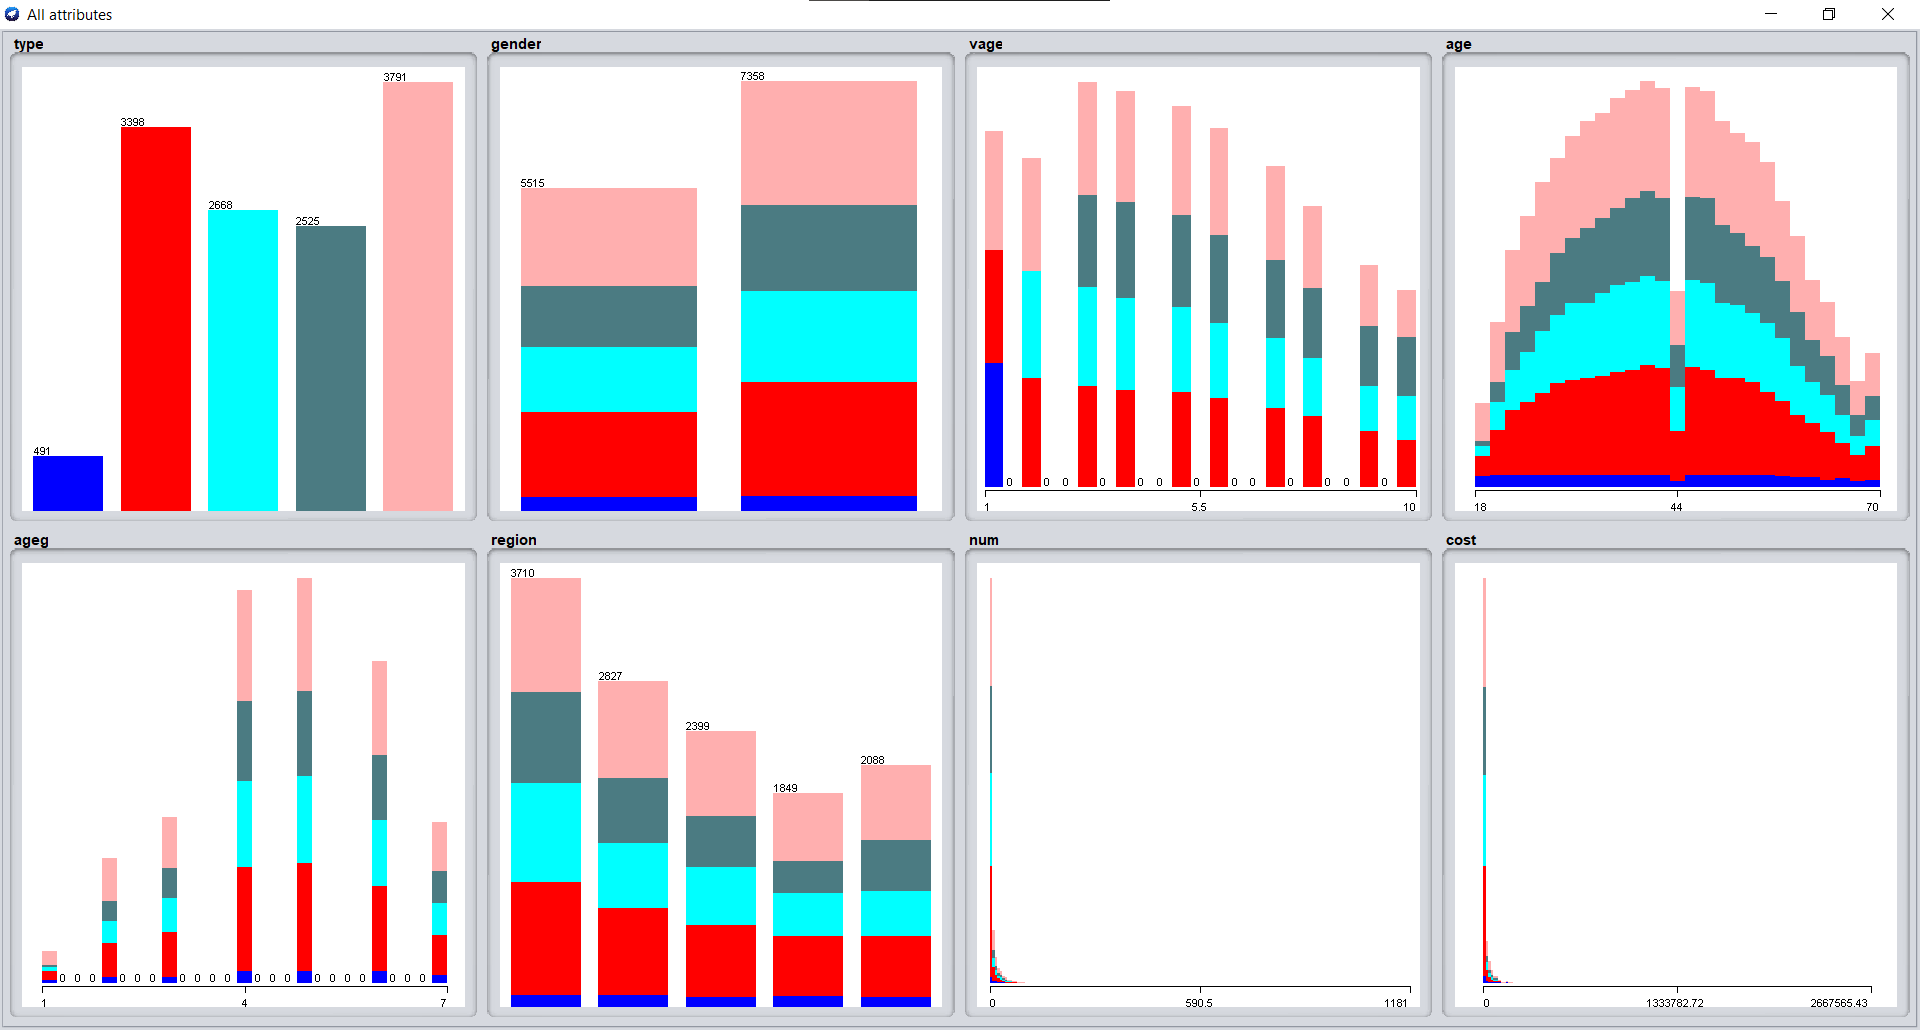 All attributes
type
gender
vage
age
491
3398
2668
2525
3791
5515
7358
0 0 0 0 0 0 0 0 0 0 0 0 0 0 0
1 5.5 10
18 44 70
ageg
region
num
cost
0 0 0 0 0 0 0 0 0 0 0 0 0 0 0 0 0 0 0 0
1 4 7
3710
2827
2399
1849
2088
0 590.5 1181
0 1333782.72 2667565.43